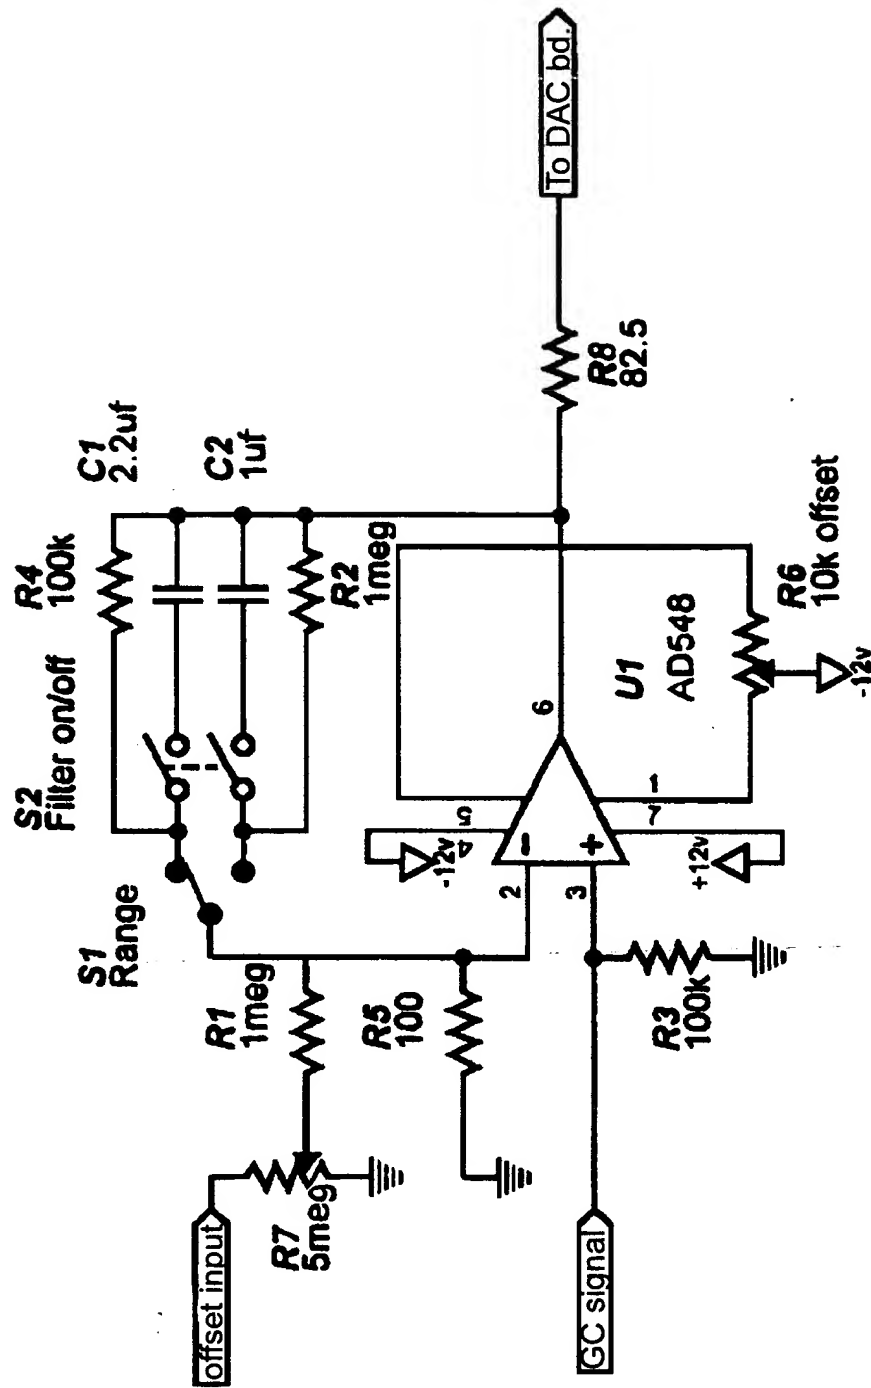 R4
100k
C1
2.2uf
C2
1uf
S2
Filter on/off
S1
Range
R2
1meg
R1
1meg
offset input
R7
5meg
R5
100
R8
82.5
To DAC bd.
2
3
4
5
6
7
1
-12v
+12v
-
+
U1
AD548
R6
10k offset
-12v
R3
100k
GC signal